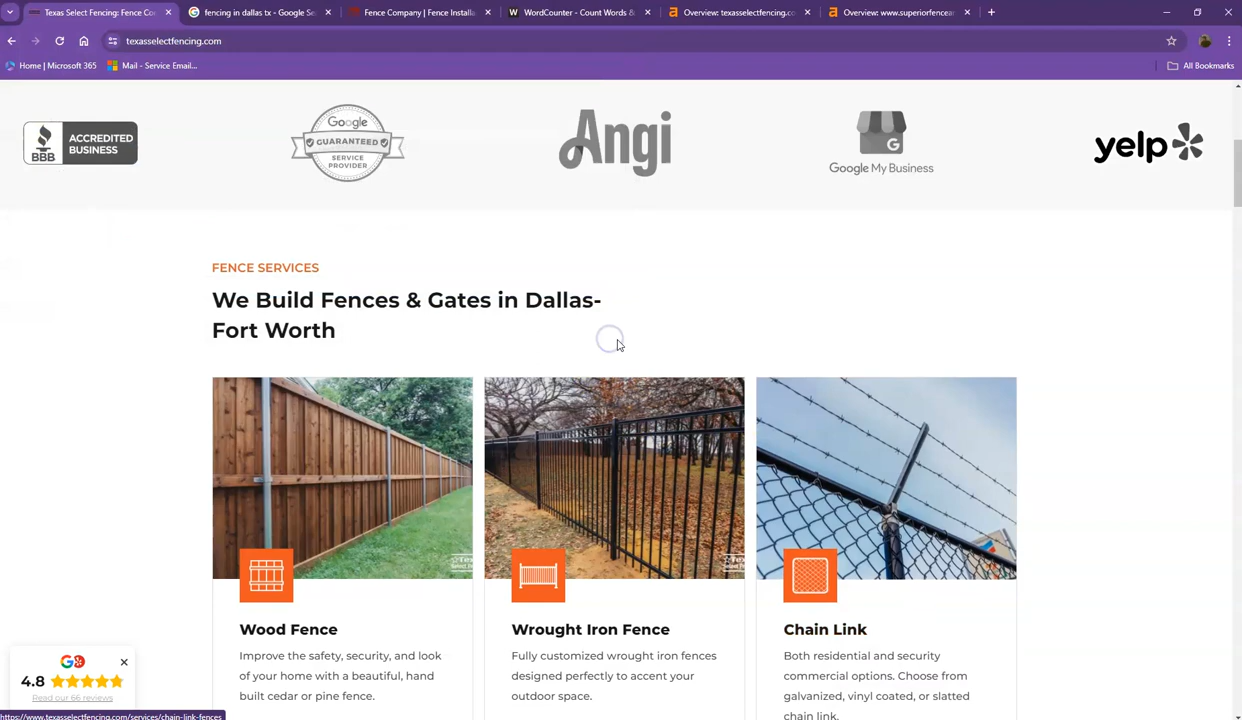 Texas Select Fencing: Fence Co
fencing in dallas tx - Google Se
Fence Company | Fence Installa
WordCounter - Count Words &
Overview: texasselectfencing.co
Overview: www.superiorfencear
texasselectfencing.com
Home | Microsoft 365
Mail - Service Email...
All Bookmarks
BBB ACCREDITED BUSINESS
Google GUARANTEED SERVICE PROVIDER
Angi
G
Google My Business
yelp
FENCE SERVICES
We Build Fences & Gates in Dallas-
Fort Worth
Wood Fence
Improve the safety, security, and look
of your home with a beautiful, hand
built cedar or pine fence.
Wrought Iron Fence
Fully customized wrought iron fences
designed perfectly to accent your
outdoor space.
Chain Link
Both residential and security
commercial options. Choose from
galvanized, vinyl coated, or slatted
chain link.
4.8
Read our 66 reviews
https://www.texasselectfencing.com/services/chain-link-fences